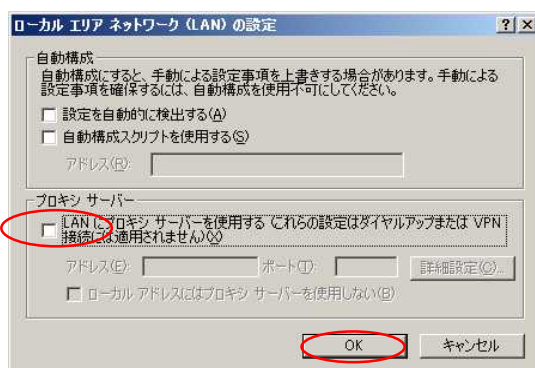 ローカル エリア ネットワーク (LAN) の設定
自動構成
自動構成にすると、手動による設定事項を上書きする場合があります。手動による
設定事項を確保するには、自動構成を使用不可にしてください。
設定を自動的に検出する(A)
自動構成スクリプトを使用する(S)
アドレス(R):
プロキシ サーバー
LAN にプロキシ サーバーを使用する (これらの設定はダイヤルアップまたは VPN
接続には適用されません)(X)
アドレス(E): ポート(T): 詳細設定(C)...
ローカル アドレスにはプロキシ サーバーを使用しない(B)
OK キャンセル